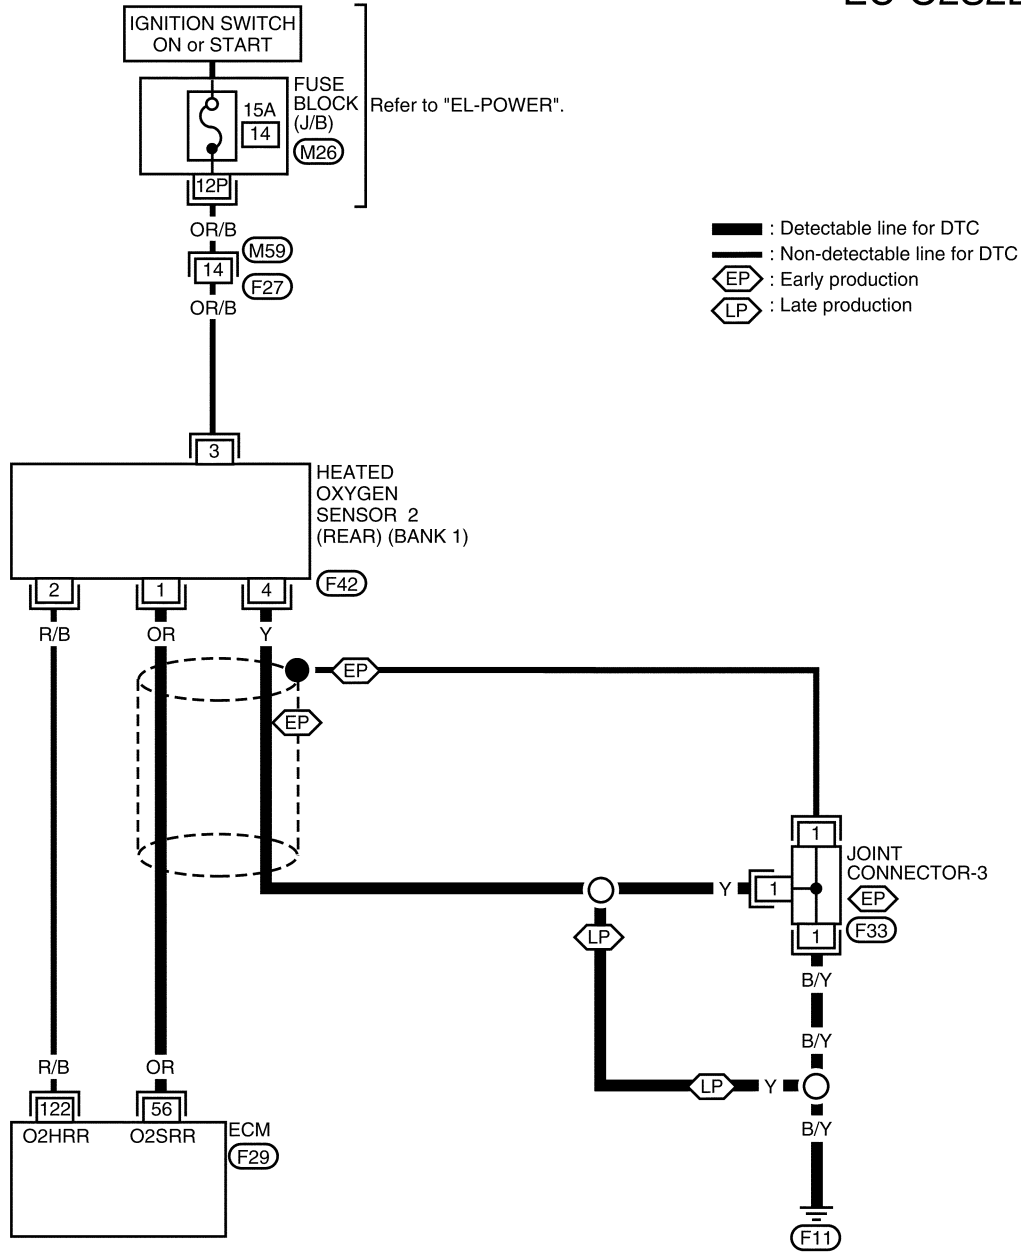 IGNITION SWITCH
ON or START
FUSE
BLOCK
(J/B)
Refer to "EL-POWER".
15A
14
M26
12P
OR/B
M59
14
F27
OR/B
: Detectable line for DTC
: Non-detectable line for DTC
EP : Early production
LP : Late production
3
HEATED
OXYGEN
SENSOR 2
(REAR) (BANK 1)
2
1
4
F42
R/B
OR
Y
EP
EP
1
JOINT
CONNECTOR-3
Y
1
EP
F33
LP
1
B/Y
B/Y
R/B
OR
LP
Y
122
56
B/Y
O2HRR
O2SRR
ECM
F29
F11